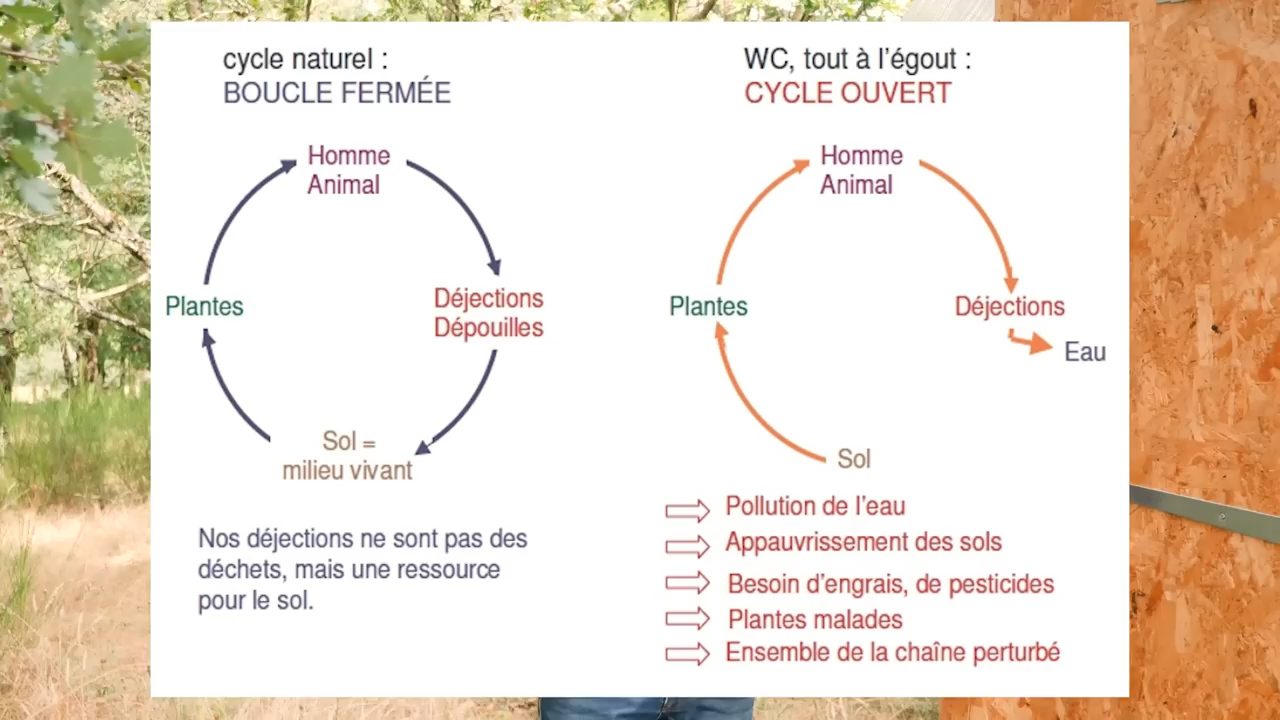 cycle naturel :
BOUCLE FERMÉE
Homme
Animal
Plantes
Déjections
Dépouilles
Sol =
milieu vivant
Nos déjections ne sont pas des
déchets, mais une ressource
pour le sol.
WC, tout à l'égout :
CYCLE OUVERT
Homme
Animal
Plantes
Déjections
Eau
Sol
Pollution de l'eau
Appauvrissement des sols
Besoin d'engrais, de pesticides
Plantes malades
Ensemble de la chaîne perturbé